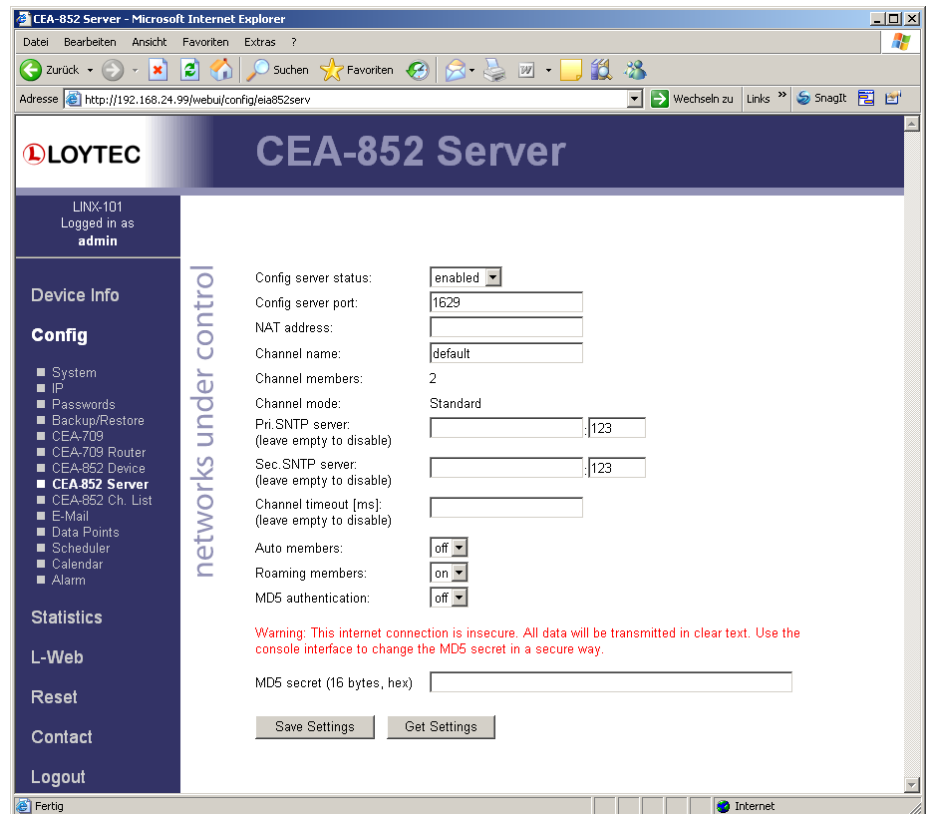 CEA-852 Server - Microsoft Internet Explorer
Datei Bearbeiten Ansicht Favoriten Extras ?
Zurück Suchen Favoriten
Adresse http://192.168.24.99/webui/config/eia852serv Wechseln zu Links » SnagIt
LOYTEC
CEA-852 Server
LINX-101
Logged in as
admin
Device Info
Config
System
IP
Passwords
Backup/Restore
CEA-709
CEA-709 Router
CEA-852 Device
CEA-852 Server
CEA-852 Ch. List
E-Mail
Data Points
Scheduler
Calendar
Alarm
Statistics
L-Web
Reset
Contact
Logout
networks under control
Config server status: enabled
Config server port: 1629
NAT address:
Channel name: default
Channel members: 2
Channel mode: Standard
Pri.SNTP server: : 123
(leave empty to disable)
Sec.SNTP server: : 123
(leave empty to disable)
Channel timeout [ms]:
(leave empty to disable)
Auto members: off
Roaming members: on
MD5 authentication: off
Warning: This internet connection is insecure. All data will be transmitted in clear text. Use the
console interface to change the MD5 secret in a secure way.
MD5 secret (16 bytes, hex)
Save Settings Get Settings
Fertig Internet